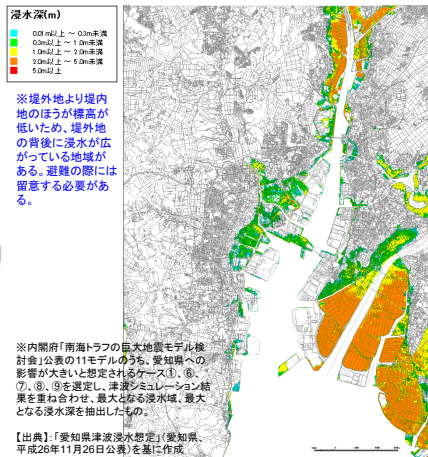 浸水深(m)
0.01m以上 ～ 0.3m未満
0.3m以上 ～ 1.0m未満
1.0m以上 ～ 2.0m未満
2.0m以上 ～ 5.0m未満
5.0m以上
※堤外地より堤内
地のほうが標高が
低いため、堤外地
の背後に浸水が広
がっている地域が
ある。避難の際には
留意する必要があ
る。
※内閣府「南海トラフの巨大地震モデル検
討会」公表の11モデルのうち、愛知県への
影響が大きいと想定されるケース①、⑥、
⑦、⑧、⑨を選定し、津波シミュレーション結
果を重ね合わせ、最大となる浸水域、最大
となる浸水深を抽出したもの。
【出典】：「愛知県津波浸水想定」（愛知県、
平成26年11月26日公表）を基に作成